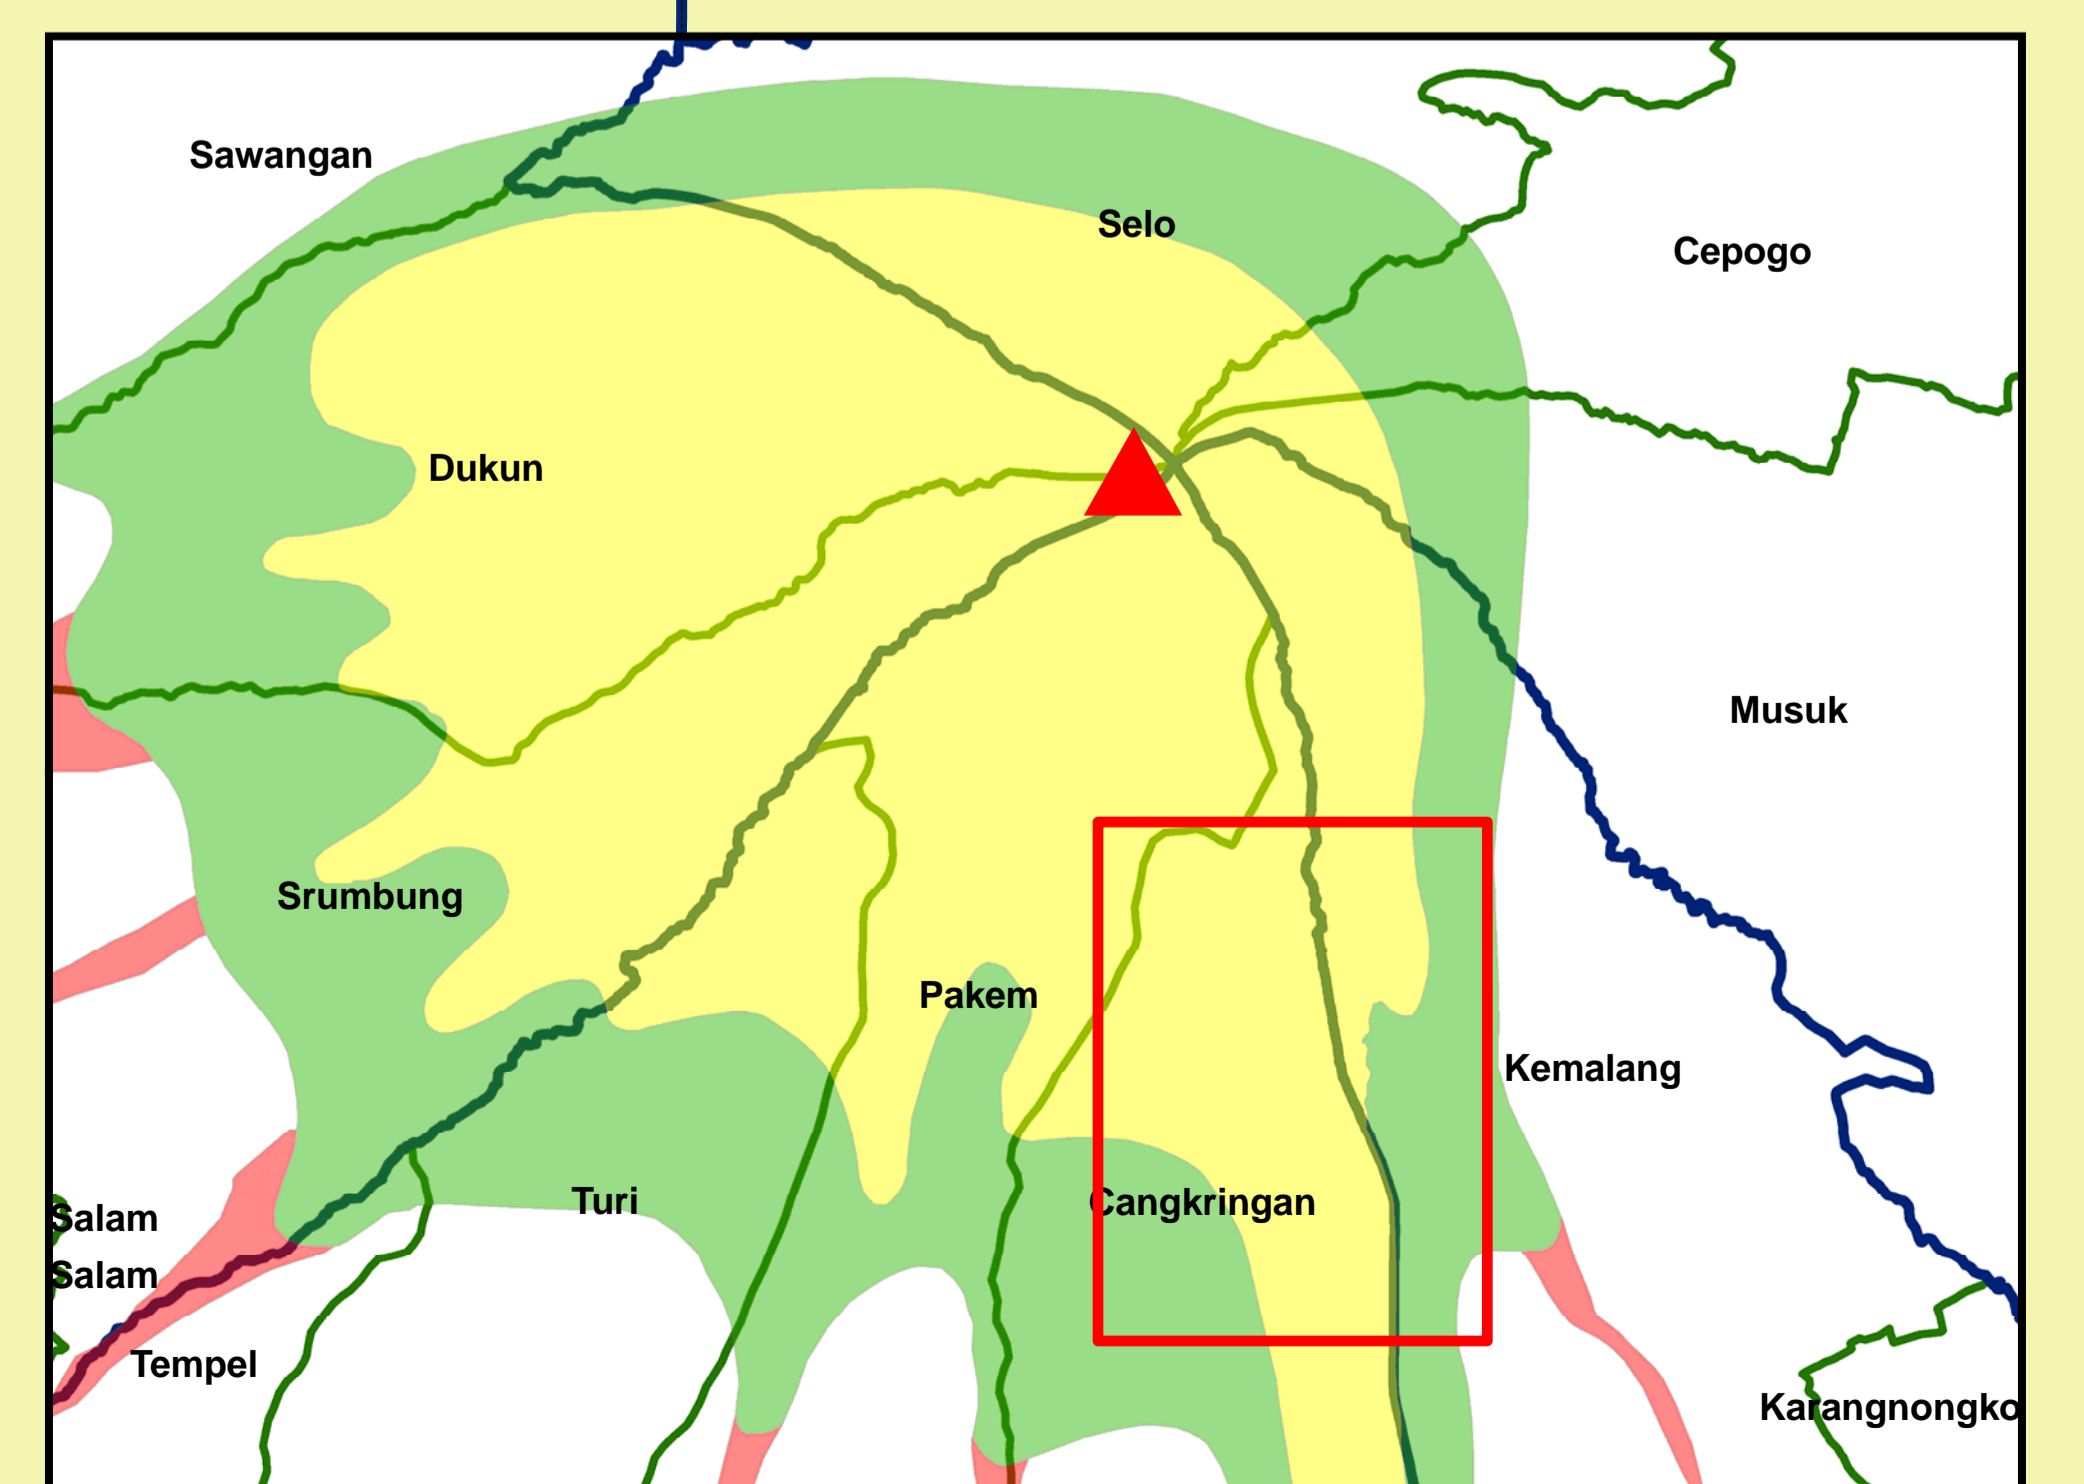 Sawangan
Selo
Cepogo
Dukun
Musuk
Srumbung
Pakem
Kemalang
Turi
Cangkringan
Salam
Salam
Tempel
Karangnongko